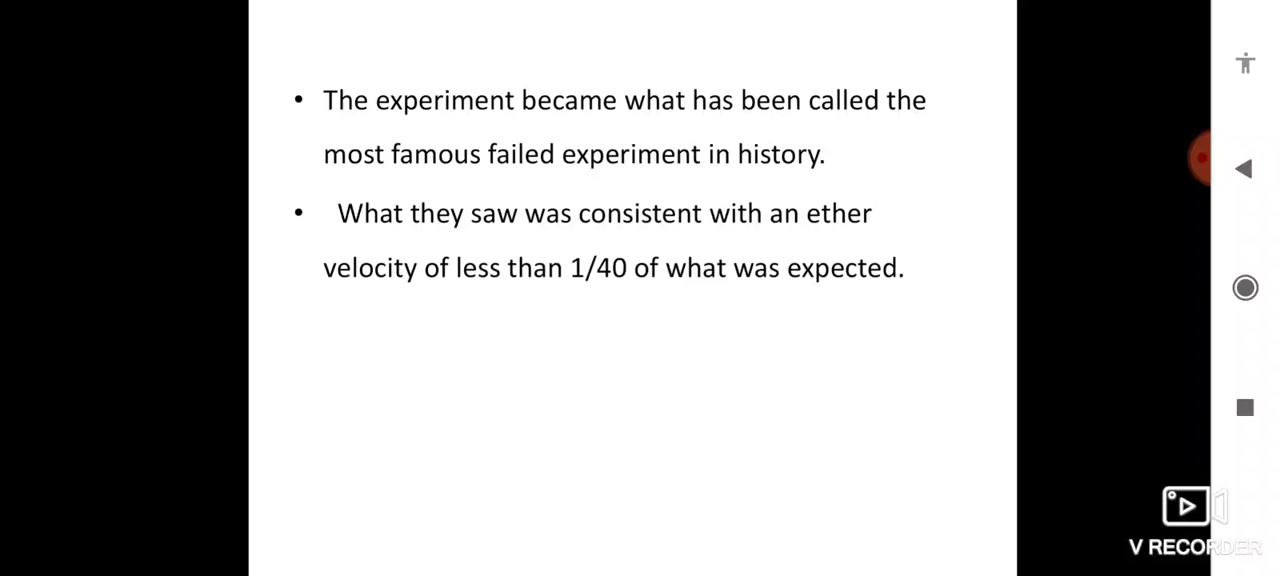 • The experiment became what has been called the
most famous failed experiment in history.
• What they saw was consistent with an ether
velocity of less than 1/40 of what was expected.
V RECORDER